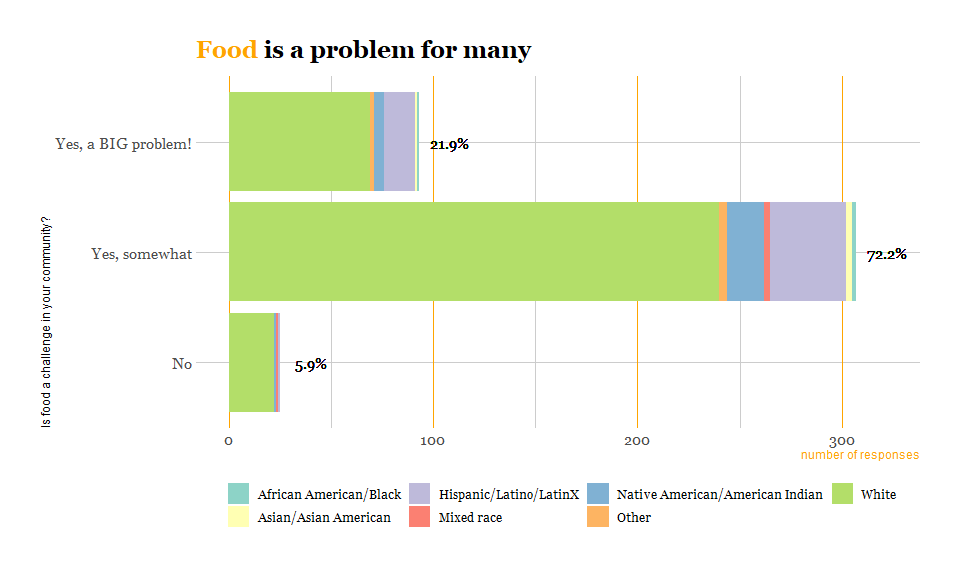 Food is a problem for many
Yes, a BIG problem!
21.9%
Yes, somewhat
72.2%
No
5.9%
Is food a challenge in your community?
0 100 200 300
number of responses
African American/Black Hispanic/Latino/LatinX Native American/American Indian White
Asian/Asian American Mixed race Other